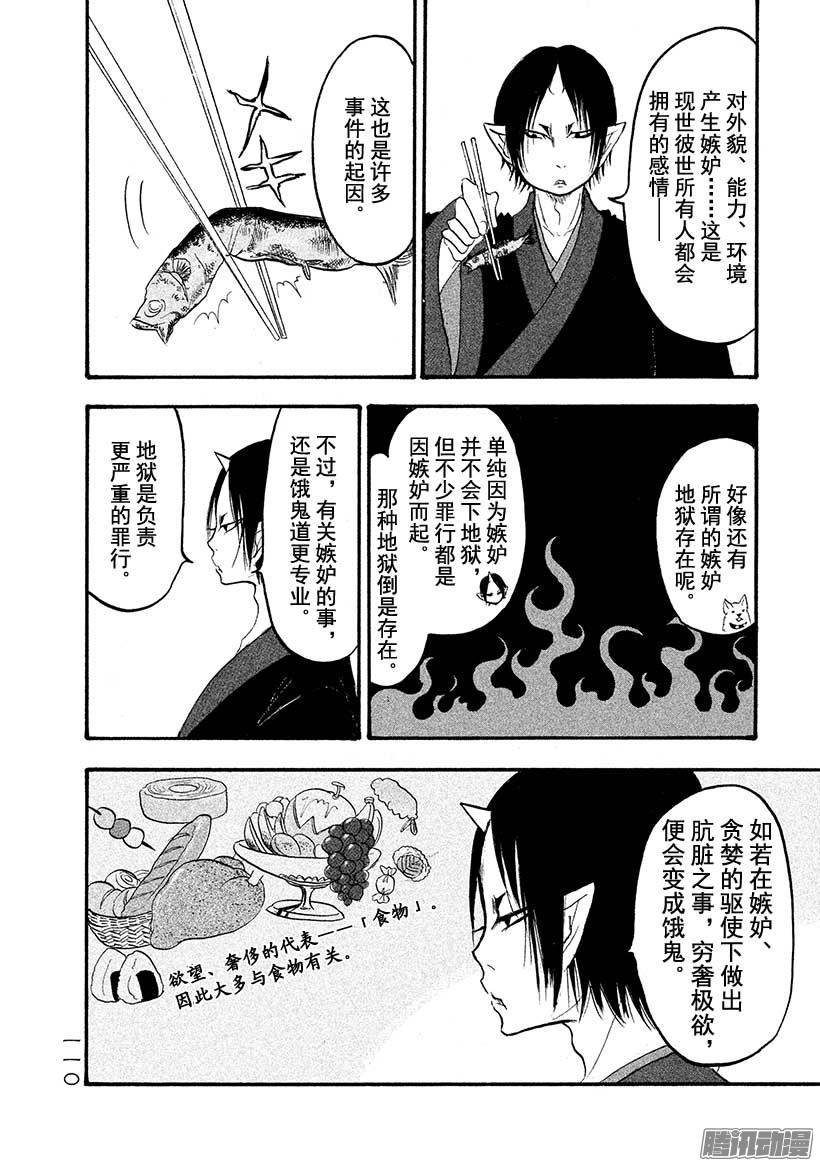 对外貌、能力、环境
产生嫉妒……这是
现世彼世所有人都会
拥有的感情——
这也是许多
事件的起因。
好像还有
所谓的嫉妒
地狱存在呢。
单纯因为嫉妒
并不会下地狱,
但不少罪行都是
因嫉妒而起。
那种地狱倒是存在。
不过，有关嫉妒的事，
还是饿鬼道更专业。
地狱是负责
更严重的罪行。
如若在嫉妒、
贪婪的驱使下做出
肮脏之事，穷奢极欲，
便会变成饿鬼。
欲望、奢侈的代表——「食物」。
因此大多与食物有关。
一一〇
腾讯动漫